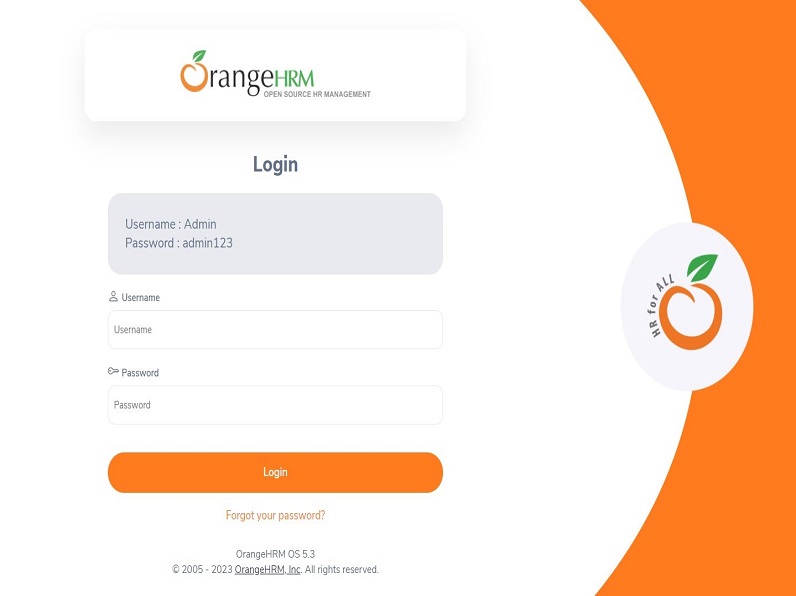 OrangeHRM
OPEN SOURCE HR MANAGEMENT
Login
Username : Admin
Password : admin123
Username
Username
Password
Password
Login
Forgot your password?
OrangeHRM OS 5.3
© 2005 - 2023 OrangeHRM, Inc. All rights reserved.
HR for ALL